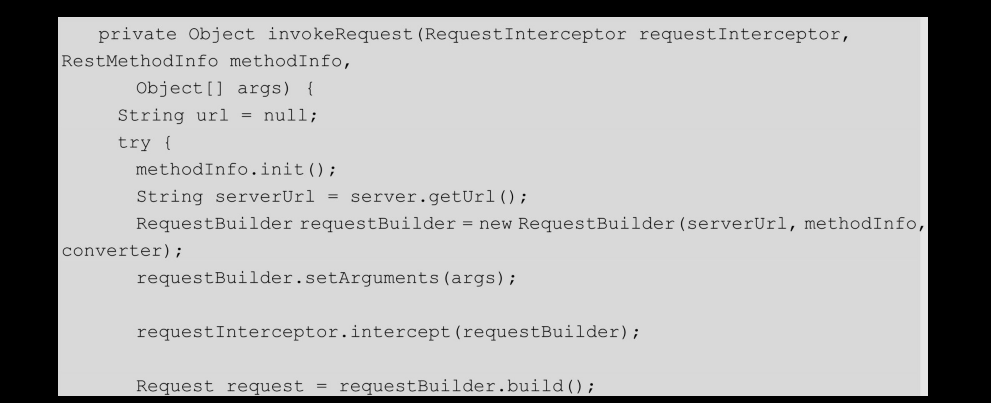 private Object invokeRequest(RequestInterceptor requestInterceptor,
RestMethodInfo methodInfo,
Object[] args) {
String url = null;
try {
methodInfo.init();
String serverUrl = server.getUrl();
RequestBuilder requestBuilder = new RequestBuilder(serverUrl, methodInfo,
converter);
requestBuilder.setArguments(args);
requestInterceptor.intercept(requestBuilder);
Request request = requestBuilder.build();